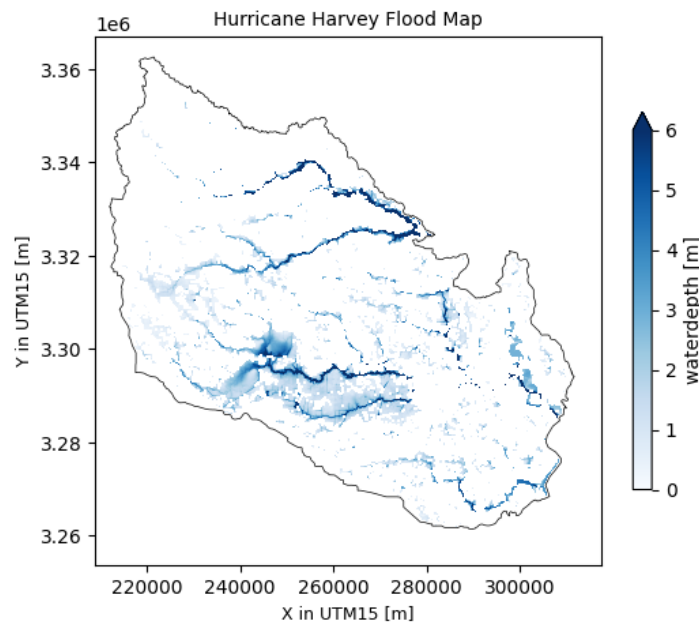 Hurricane Harvey Flood Map
1e6
3.36
3.34
3.32
3.30
3.28
3.26
Y in UTM15 [m]
220000 240000 260000 280000 300000
X in UTM15 [m]
6
5
4
3
2
1
0
waterdepth [m]